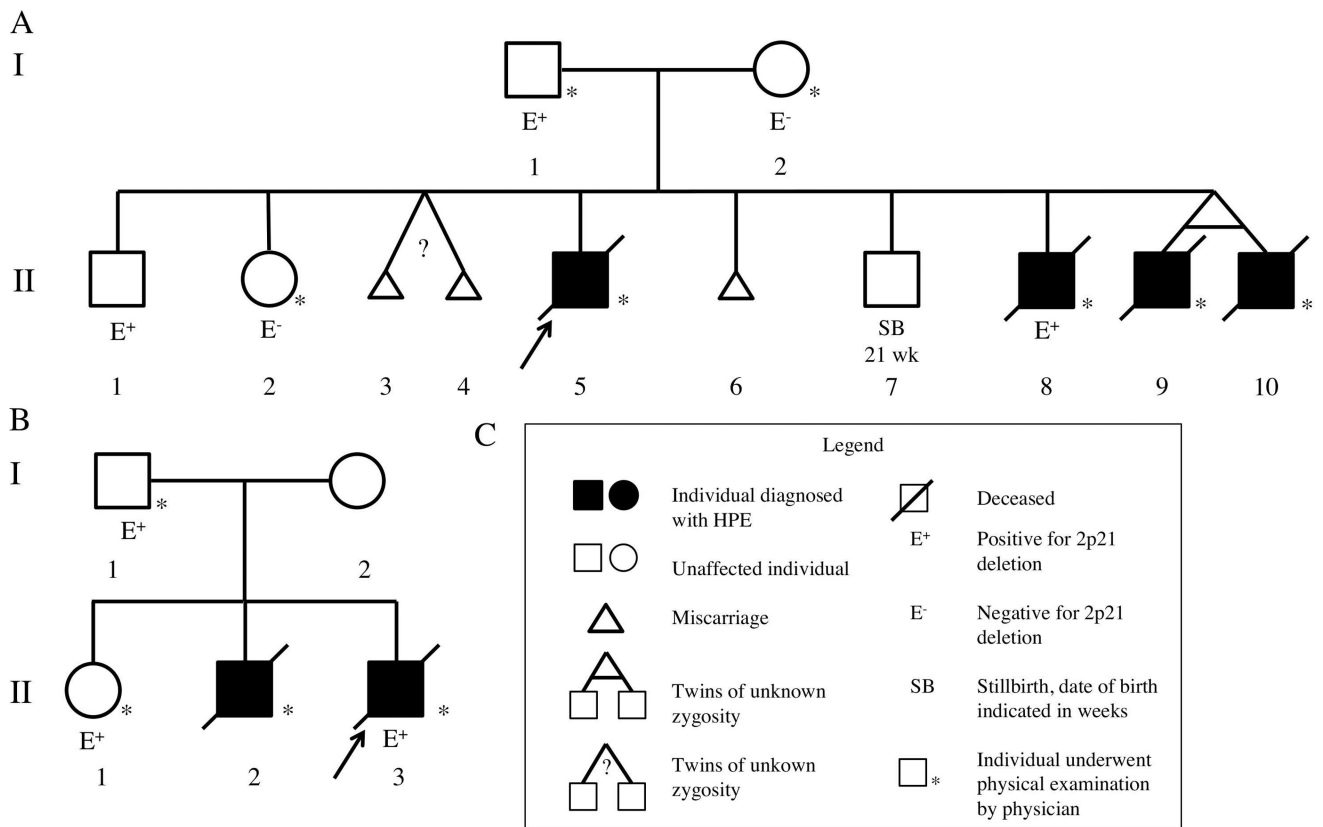 A
I
*
*
E+
E-
1
2
?
II
*
*
*
*
*
E+
E-
SB
21 wk
E+
1
2
3
4
5
6
7
8
9
10
B
I
*
E+
1
2
II
*
*
*
E+
E+
1
2
3
C
Legend
Individual diagnosed
with HPE
Unaffected individual
Miscarriage
Twins of unknown
zygosity
?
Twins of unkown
zygosity
Deceased
E+
Positive for 2p21
deletion
E-
Negative for 2p21
deletion
SB
Stillbirth, date of birth
indicated in weeks
*
Individual underwent
physical examination
by physician